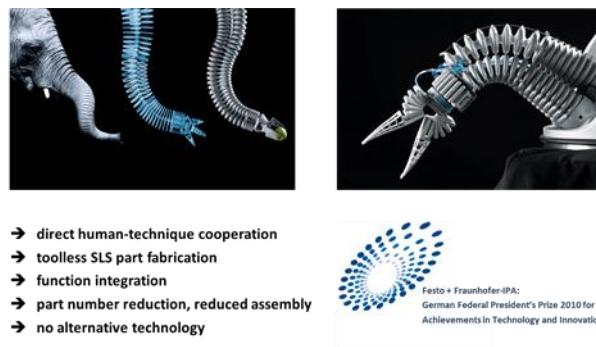 → direct human-technique cooperation
→ toolless SLS part fabrication
→ function integration
→ part number reduction, reduced assembly
→ no alternative technology
Festo + Fraunhofer-IPA:
German Federal President's Prize 2010 for
Achievements in Technology and Innovatio